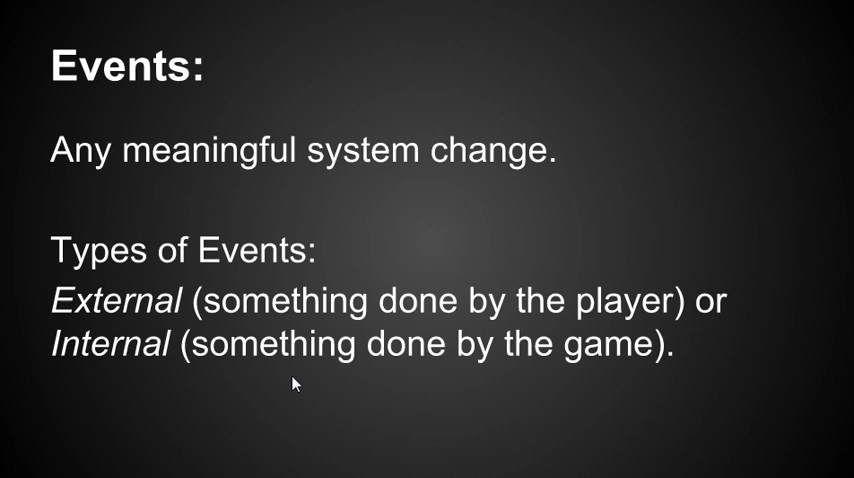 Events:
Any meaningful system change.
Types of Events:
External (something done by the player) or
Internal (something done by the game).